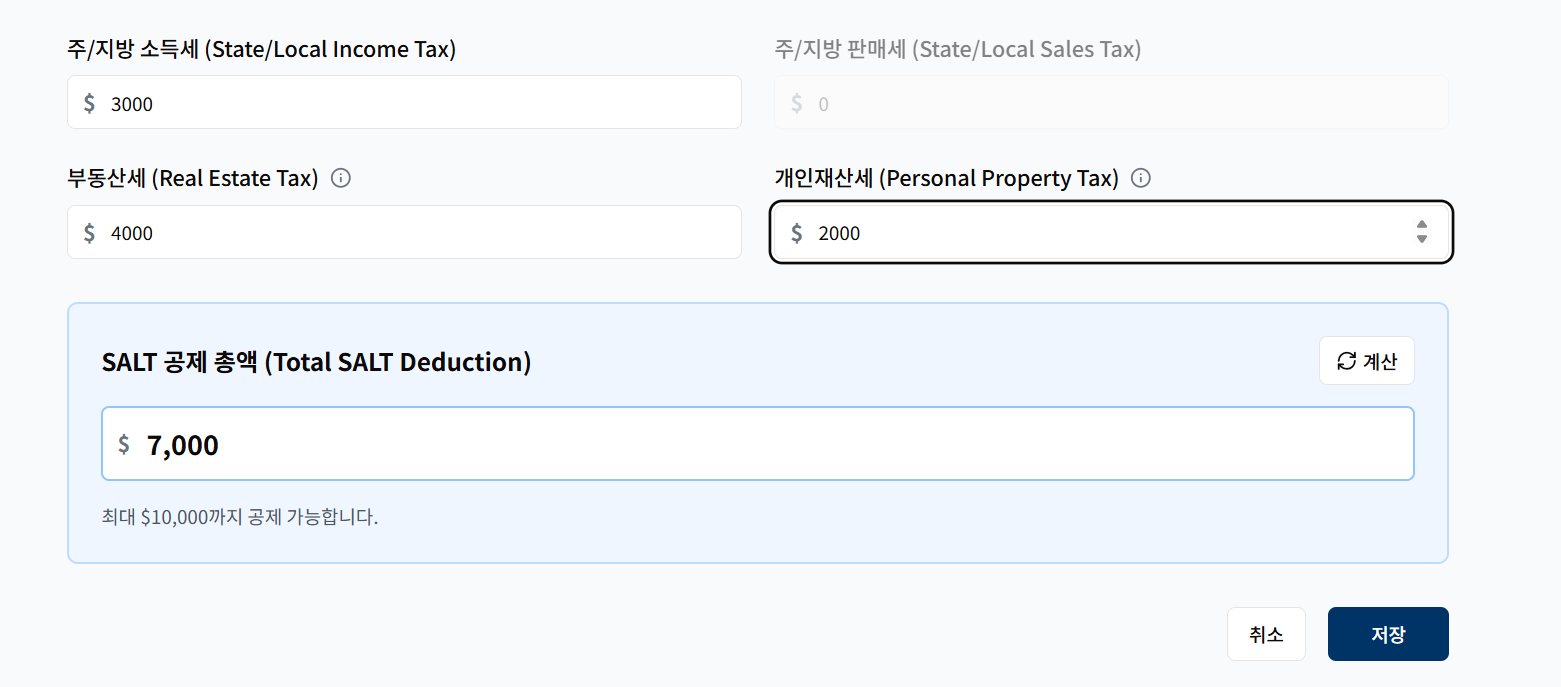 주/지방 소득세 (State/Local Income Tax)
주/지방 판매세 (State/Local Sales Tax)
$ 3000
$ 0
부동산세 (Real Estate Tax)
개인재산세 (Personal Property Tax)
$ 4000
$ 2000
SALT 공제 총액 (Total SALT Deduction)
계산
$ 7,000
최대 $10,000까지 공제 가능합니다.
취소
저장